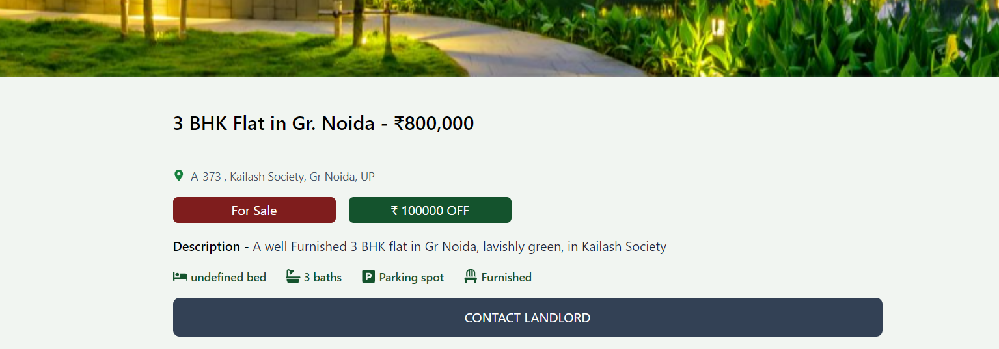 3 BHK Flat in Gr. Noida - ₹800,000
A-373 , Kailash Society, Gr Noida, UP
For Sale
₹ 100000 OFF
Description - A well Furnished 3 BHK flat in Gr Noida, lavishly green, in Kailash Society
undefined bed 3 baths P Parking spot Furnished
CONTACT LANDLORD